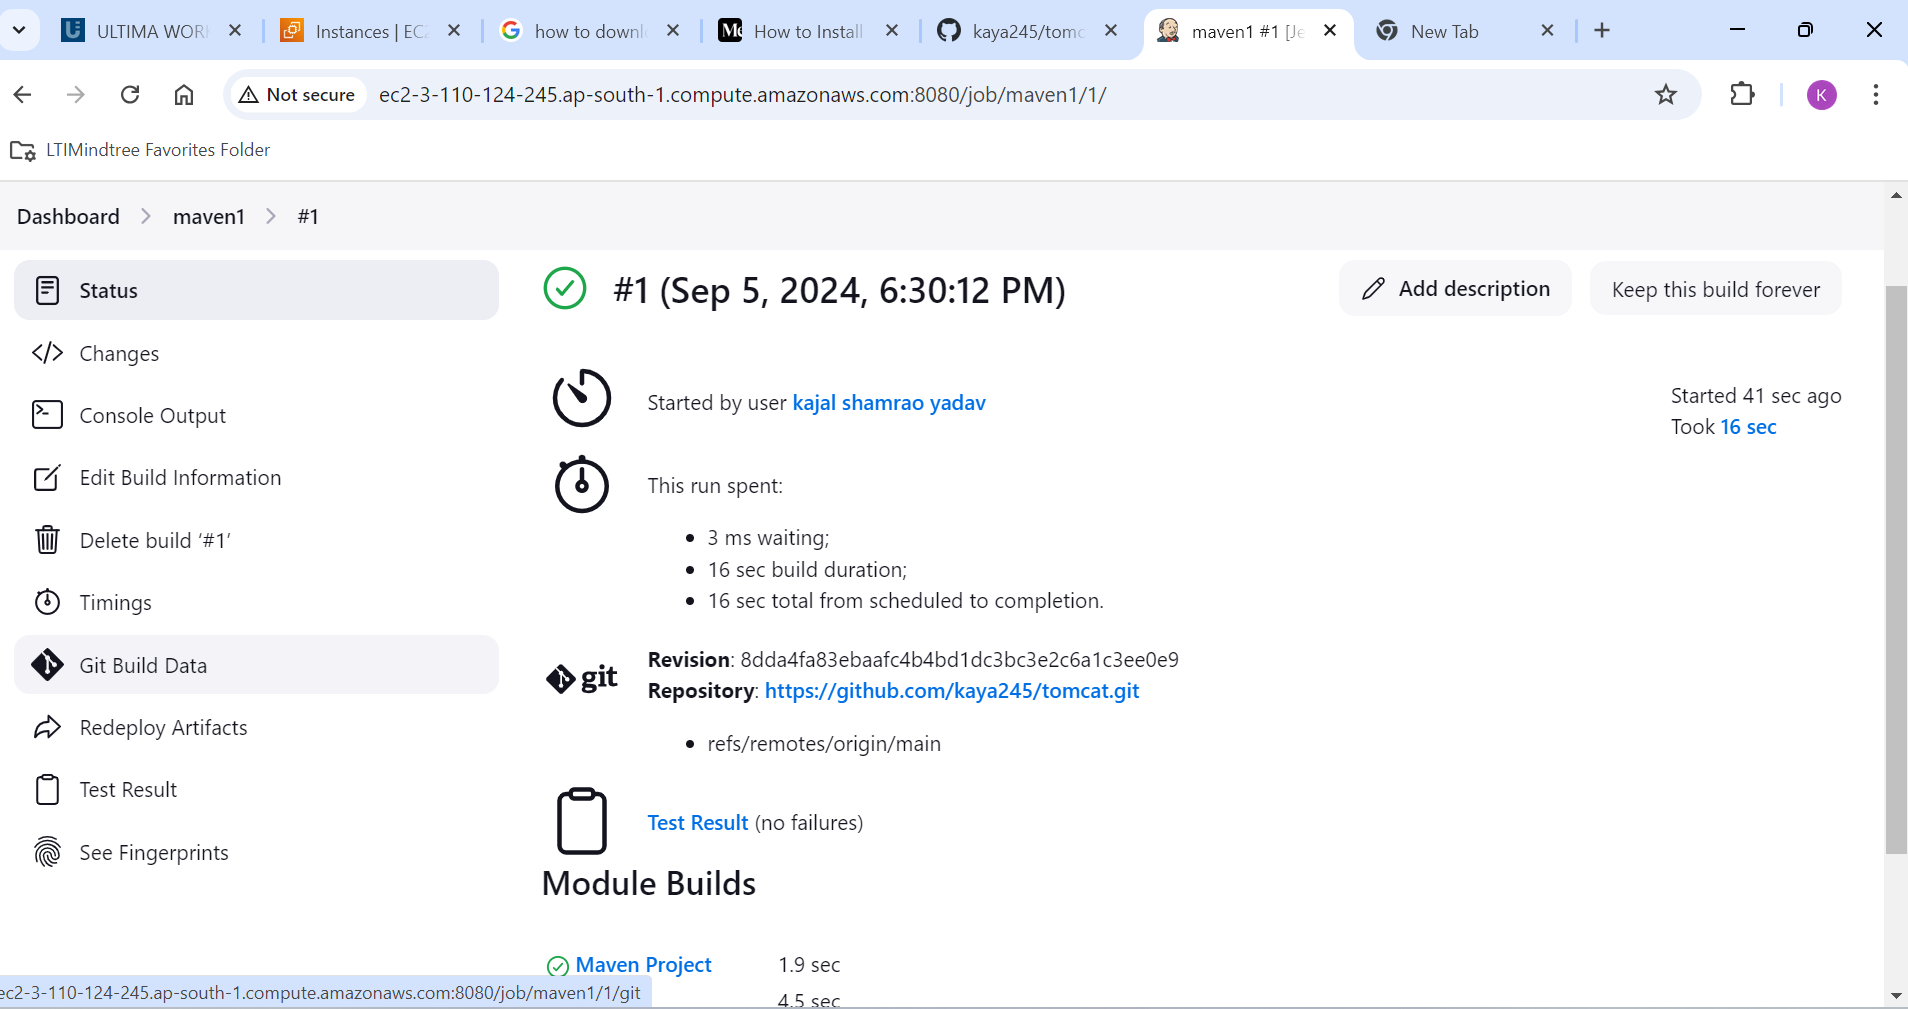 ULTIMA WOR
Instances | EC2
how to downl
How to Install
kaya245/tomc
maven1 #1 [Je
New Tab
Not secure
ec2-3-110-124-245.ap-south-1.compute.amazonaws.com:8080/job/maven1/1/
K
LTIMindtree Favorites Folder
Dashboard > maven1 > #1
Status
Changes
Console Output
Edit Build Information
Delete build ‘#1’
Timings
Git Build Data
Redeploy Artifacts
Test Result
See Fingerprints
#1 (Sep 5, 2024, 6:30:12 PM)
Add description
Keep this build forever
Started by user kajal shamrao yadav
Started 41 sec ago
Took 16 sec
This run spent:
3 ms waiting;
16 sec build duration;
16 sec total from scheduled to completion.
git
Revision: 8dda4fa83ebaafc4b4bd1dc3bc3e2c6a1c3ee0e9
Repository: https://github.com/kaya245/tomcat.git
refs/remotes/origin/main
Test Result (no failures)
Module Builds
Maven Project 1.9 sec
4.5 sec
ec2-3-110-124-245.ap-south-1.compute.amazonaws.com:8080/job/maven1/1/git